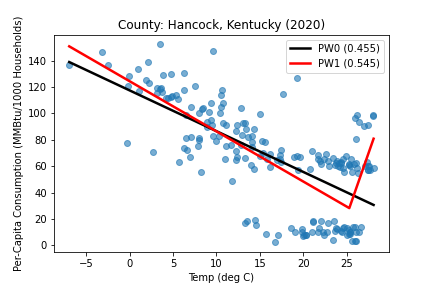 County: Hancock, Kentucky (2020)
PW0 (0.455)
PW1 (0.545)
Per-Capita Consumption (MMBtu/1000 Households)
140
120
100
80
60
40
20
0
−5 0 5 10 15 20 25
Temp (deg C)